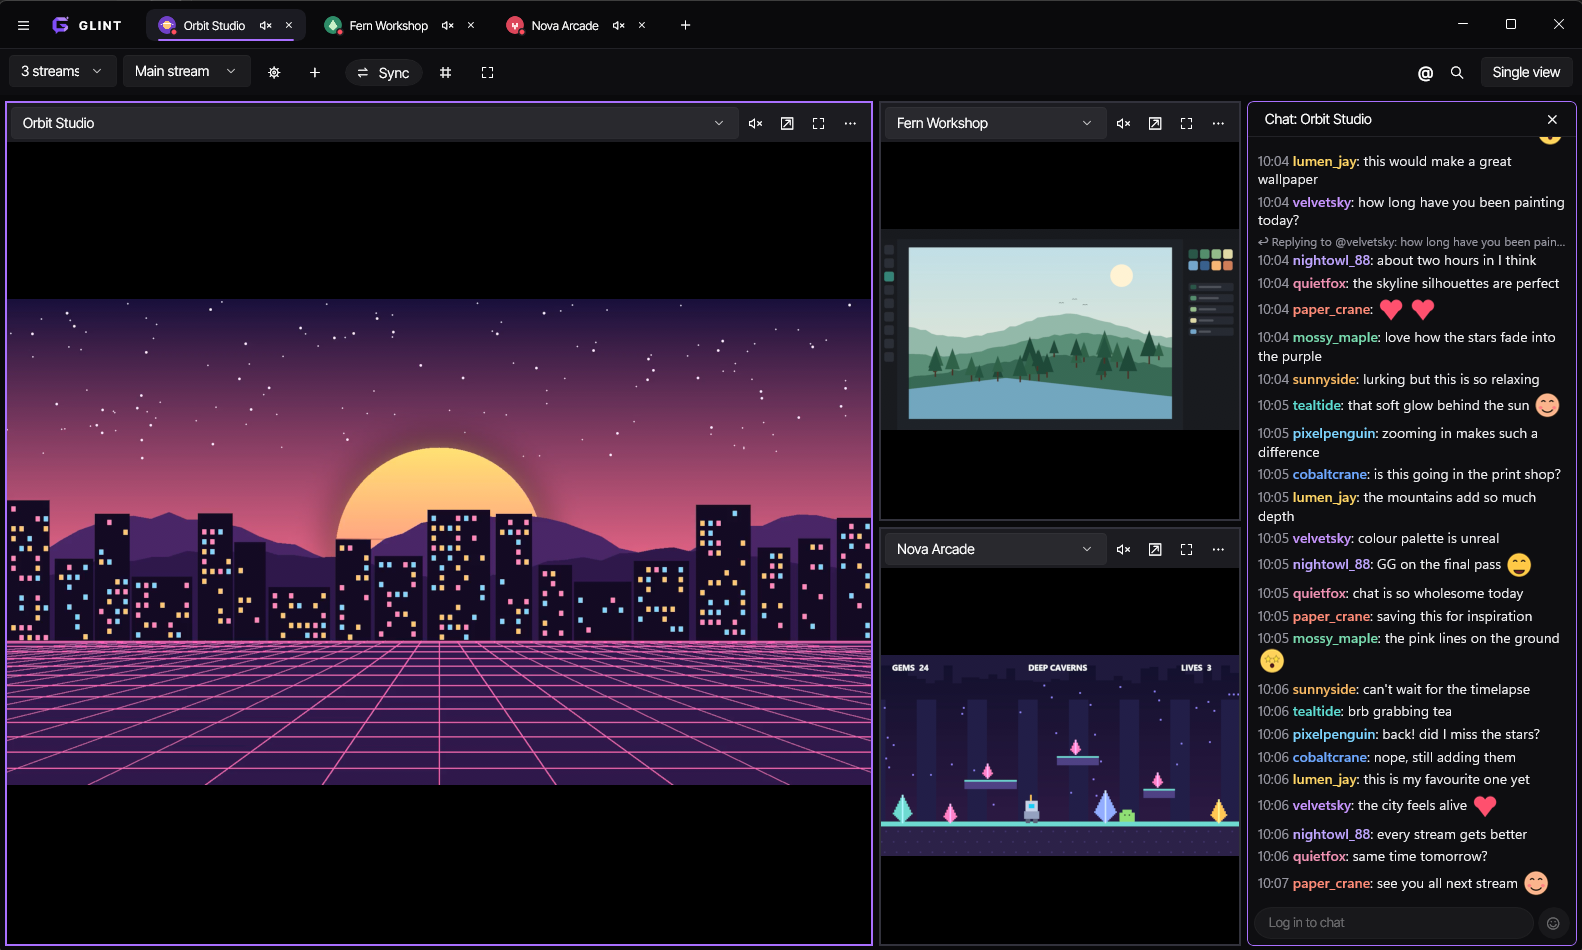 GLINT
Orbit Studio
Fern Workshop
Nova Arcade
3 streams
Main stream
Sync
@
Single view
Orbit Studio
Fern Workshop
GEMS 24
DEEP CAVERNS
LIVES 3
Nova Arcade
Chat: Orbit Studio
10:04 lumen_jay: this would make a great
wallpaper
10:04 velvetsky: how long have you been painting
today?
Replying to @velvetsky: how long have you been pain...
10:04 nightowl_88: about two hours in I think
10:04 quietfox: the skyline silhouettes are perfect
10:04 paper_crane:
10:04 mossy_maple: love how the stars fade into
the purple
10:04 sunnyside: lurking but this is so relaxing
10:05 tealtide: that soft glow behind the sun
10:05 pixelpenguin: zooming in makes such a
difference
10:05 cobaltcrane: is this going in the print shop?
10:05 lumen_jay: the mountains add so much
depth
10:05 velvetsky: colour palette is unreal
10:05 nightowl_88: GG on the final pass
10:05 quietfox: chat is so wholesome today
10:05 paper_crane: saving this for inspiration
10:05 mossy_maple: the pink lines on the ground
10:06 sunnyside: can't wait for the timelapse
10:06 tealtide: brb grabbing tea
10:06 pixelpenguin: back! did I miss the stars?
10:06 cobaltcrane: nope, still adding them
10:06 lumen_jay: this is my favourite one yet
10:06 velvetsky: the city feels alive
10:06 nightowl_88: every stream gets better
10:06 quietfox: same time tomorrow?
10:07 paper_crane: see you all next stream
Log in to chat